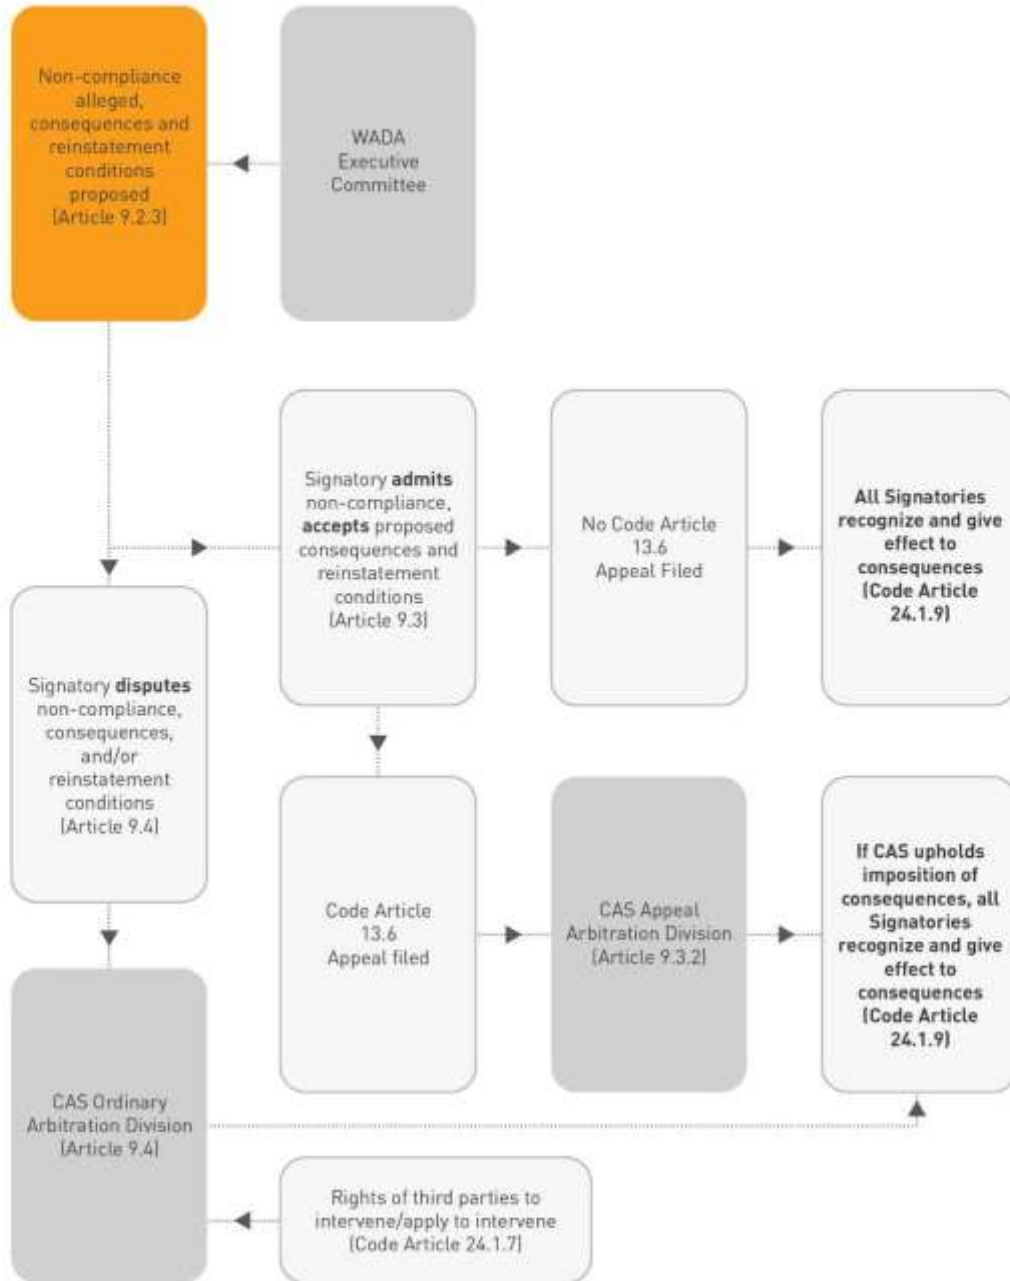 Non-compliance
alleged,
consequences and
reinstatement
conditions
proposed
(Article 9.2.3)
WADA
Executive
Committee
Signatory admits
non-compliance,
accepts proposed
consequences and
reinstatement
conditions
(Article 9.3)
No Code Article
13.6
Appeal Filed
All Signatories
recognize and give
effect to
consequences
(Code Article
24.1.9)
Signatory disputes
non-compliance,
consequences,
and/or
reinstatement
conditions
(Article 9.4)
Code Article
13.6
Appeal filed
CAS Appeal
Arbitration Division
(Article 9.3.2)
If CAS upholds
imposition of
consequences, all
Signatories
recognize and give
effect to
consequences
(Code Article
24.1.9)
CAS Ordinary
Arbitration Division
(Article 9.4)
Rights of third parties to
intervene/apply to intervene
(Code Article 24.1.7)